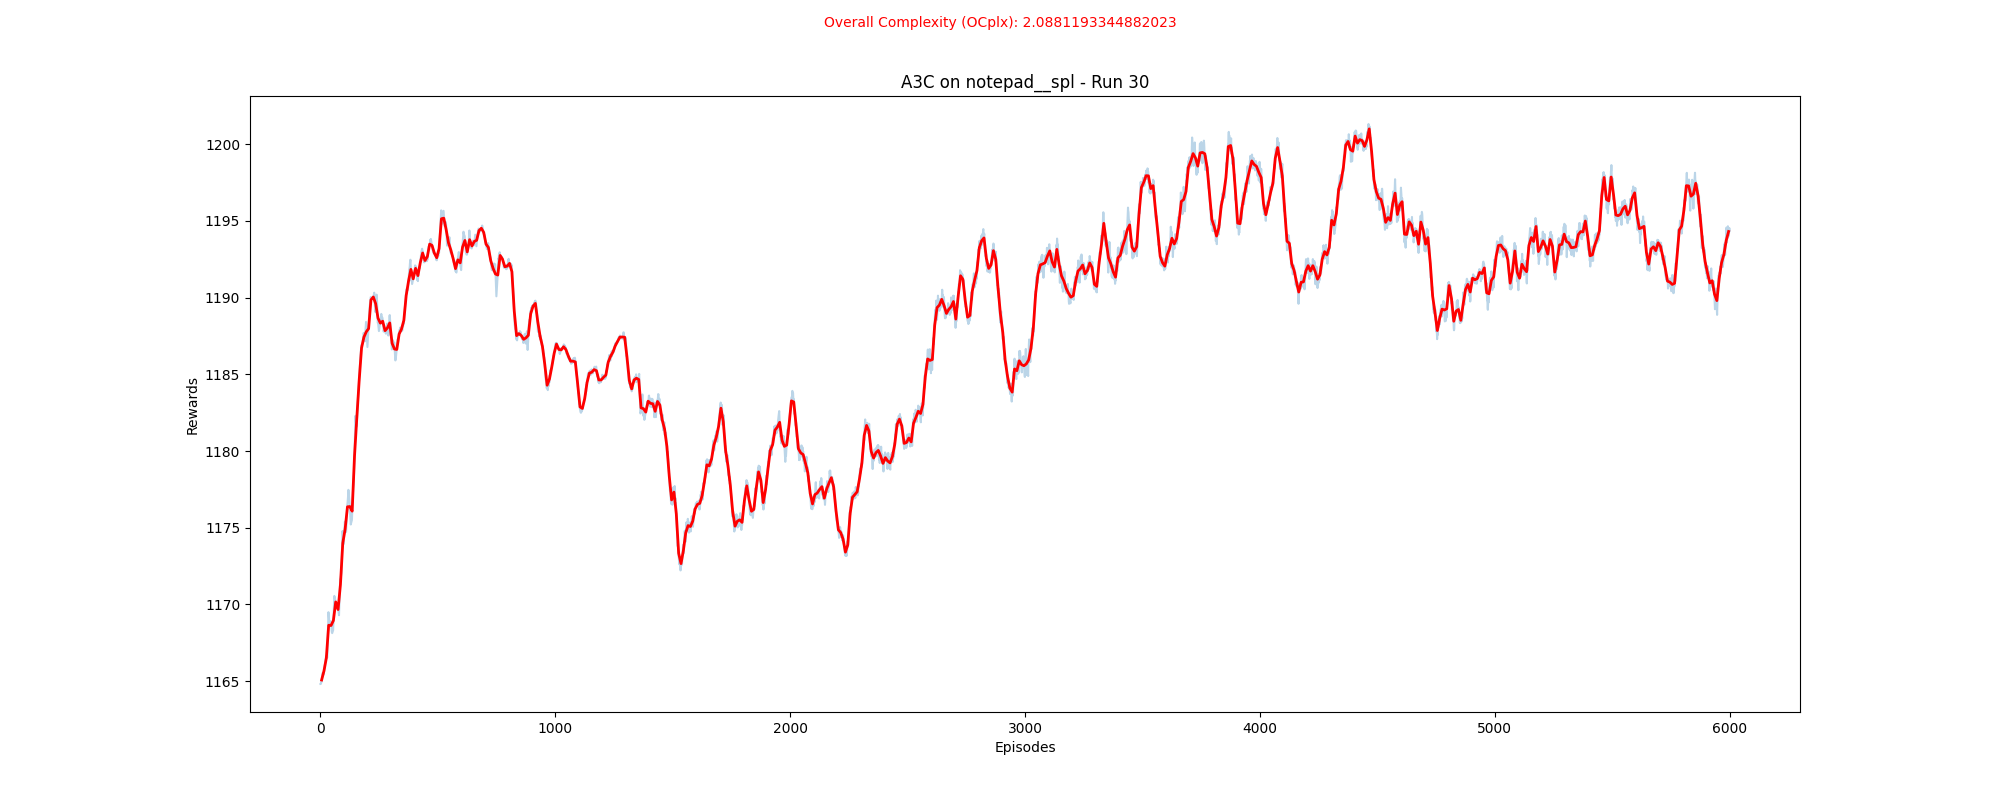 Overall Complexity (OCplx): 2.0881193344882023
A3C on notepad__spl - Run 30
1200
1195
1190
1185
1180
1175
1170
1165
Rewards
0 1000 2000 3000 4000 5000 6000
Episodes